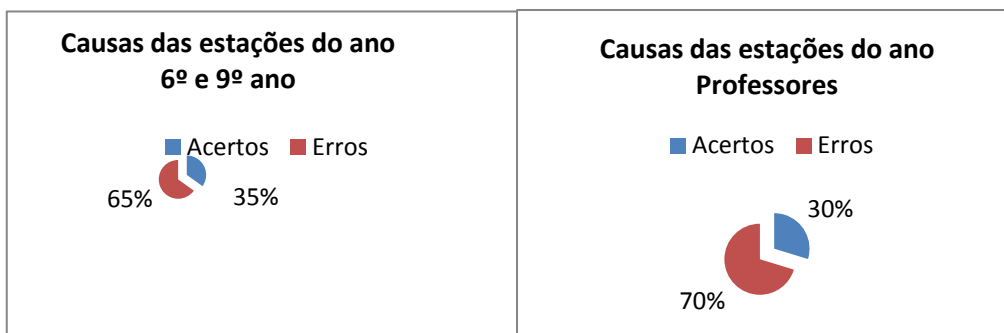 Causas das estações do ano
6º e 9º ano
Acertos Erros
65% 35%
Causas das estações do ano
Professores
Acertos Erros
30%
70%